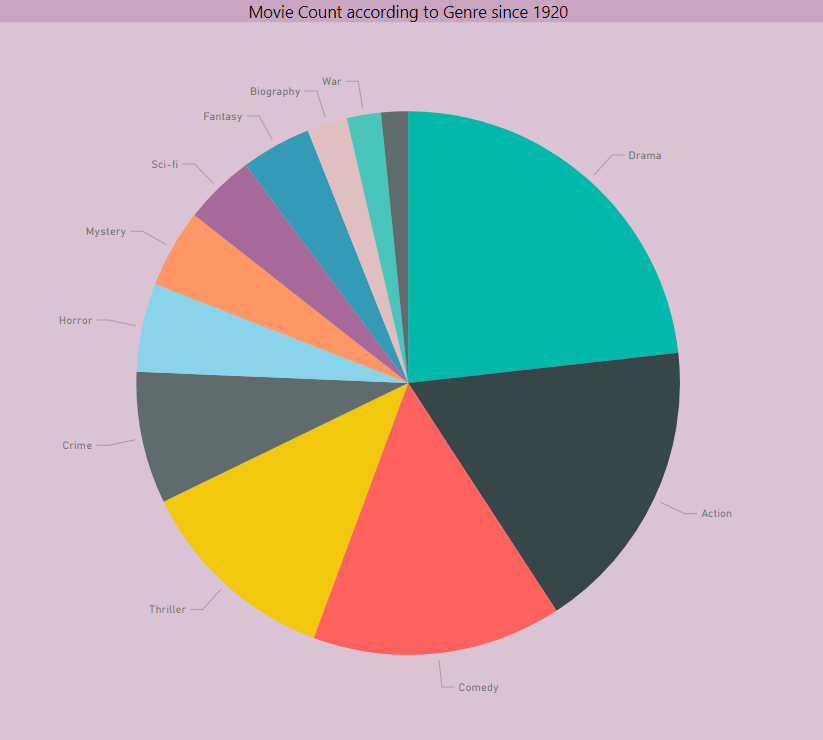 Movie Count according to Genre since 1920
War
Biography
Fantasy
Drama
Sci-fi
Mystery
Horror
Crime
Action
Thriller
Comedy